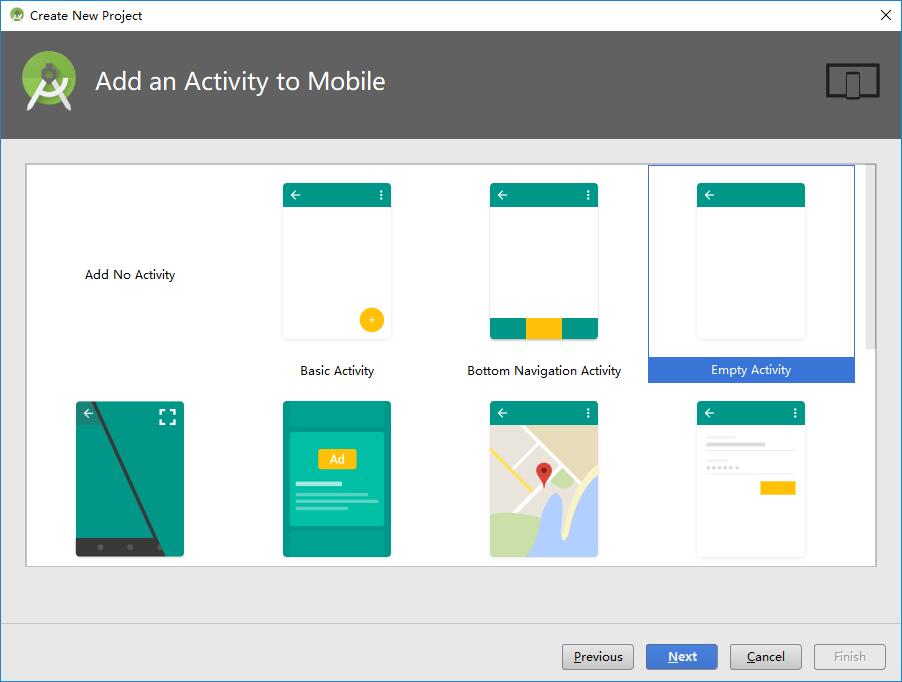 Create New Project
Add an Activity to Mobile
Add No Activity
Basic Activity
Bottom Navigation Activity
Empty Activity
Ad
Previous
Next
Cancel
Finish